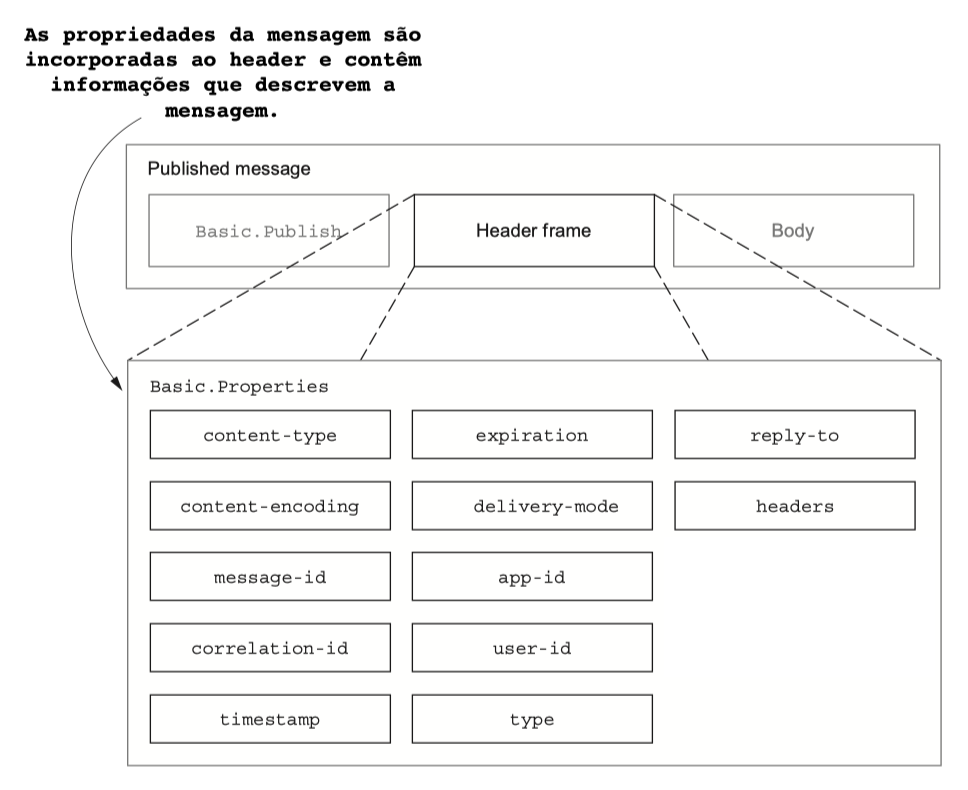 As propriedades da mensagem são
incorporadas ao header e contêm
informações que descrevem a
mensagem.
Published message
Basic.Publish
Header frame
Body
Basic.Properties
content-type
expiration
reply-to
content-encoding
delivery-mode
headers
message-id
app-id
correlation-id
user-id
timestamp
type